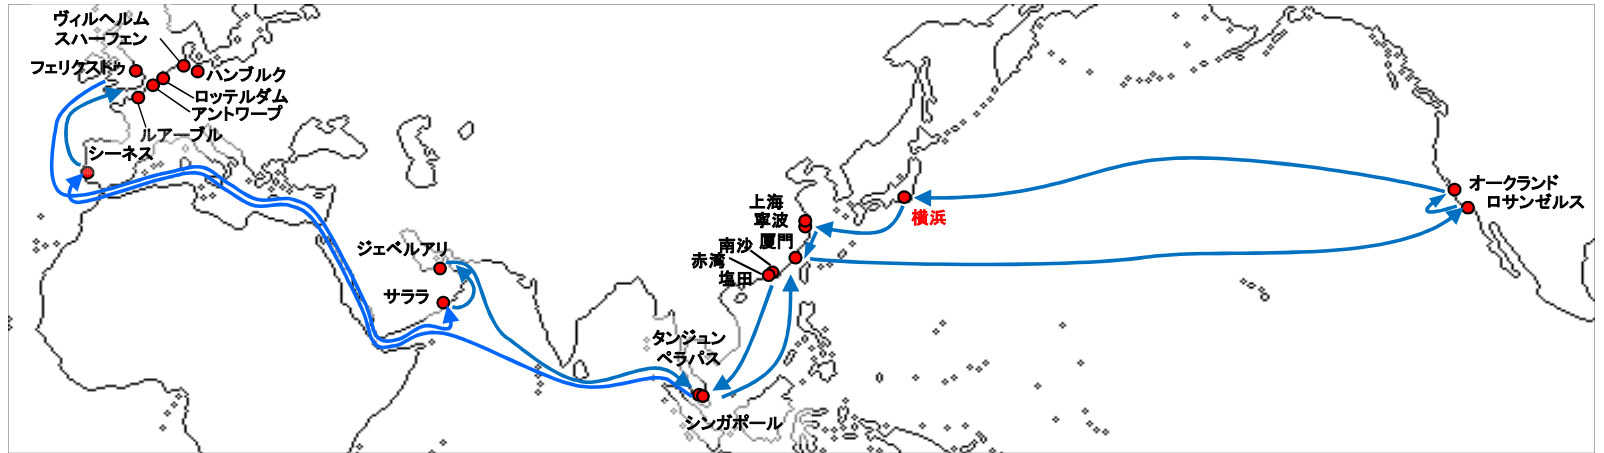 ヴィルヘルム
スハーフェン
フェリクストゥ
ハンブルク
ロッテルダム
アントワープ
ルアーブル
シーネス
ジェベルアリ
サララ
上海
寧波
厦門
南沙
赤湾
塩田
横浜
オークランド
ロサンゼルス
タンジュン
ペラパス
シンガポール